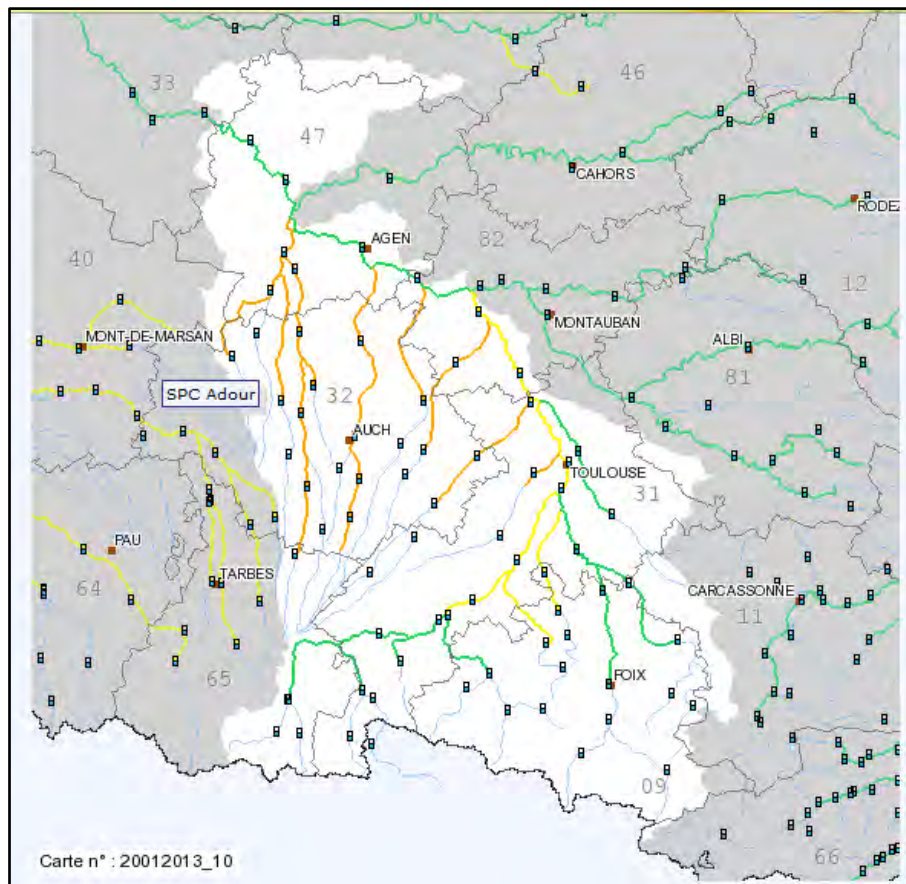 33
46
47
CAHORS
RODEZ
AGEN
82
40
12
MONTAUBAN
MONT-DE-MARSAN
ALBI
81
SPC Adour
32
AUCH
TOULOUSE
31
PAU
TARBES
CARCASSONNE
64
11
65
FOIX
09
Carte n° : 20012013_10
66